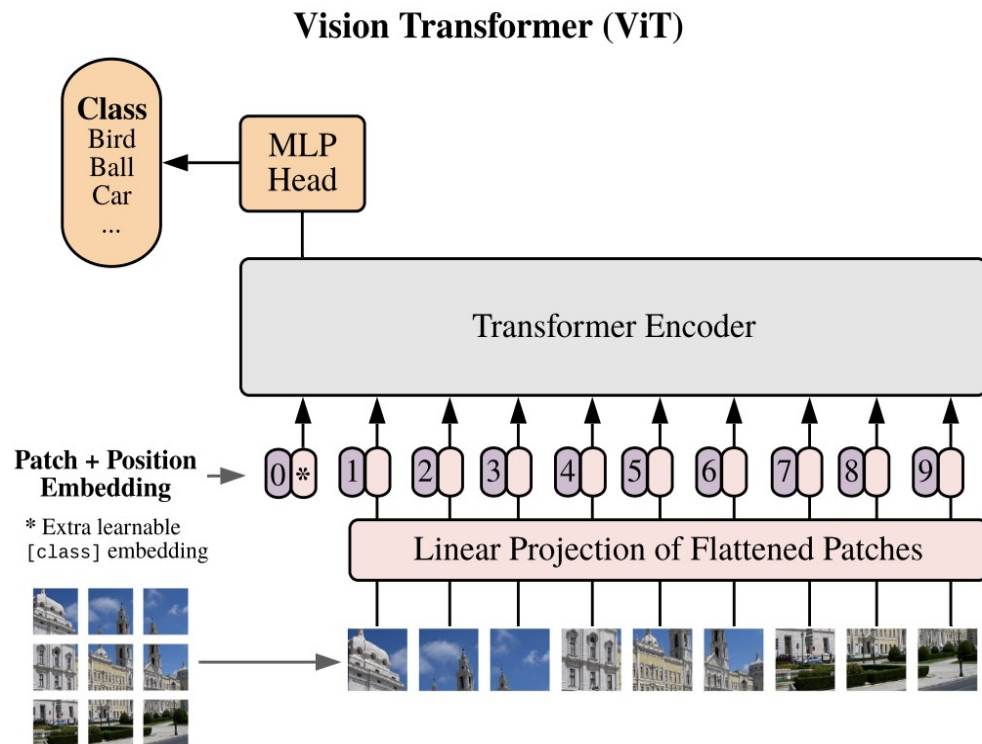 Vision Transformer (ViT)
Class
Bird
Ball
Car
...
MLP
Head
Transformer Encoder
Patch + Position
Embedding
0 * 1 2 3 4 5 6 7 8 9
* Extra learnable
[class] embedding
Linear Projection of Flattened Patches